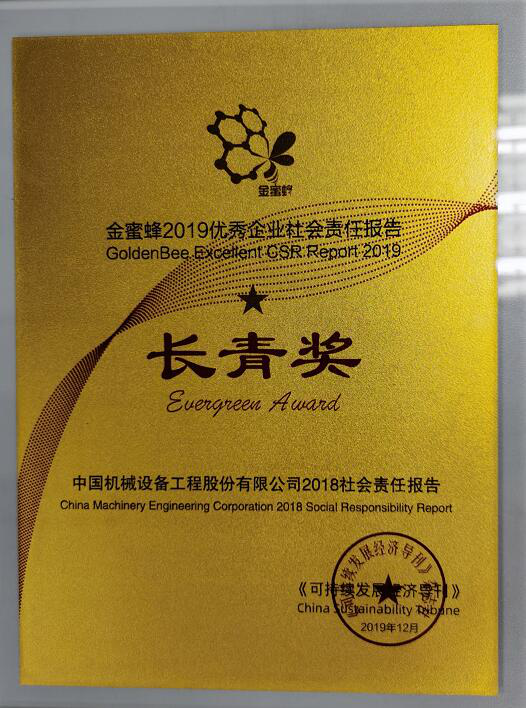 金蜜蜂
金蜜蜂2019优秀企业社会责任报告
GoldenBee Excellent CSR Report 2019
长青奖
Evergreen Award
中国机械设备工程股份有限公司2018社会责任报告
China Machinery Engineering Corporation 2018 Social Responsibility Report
《可持续发展经济导刊》
China Sustainability Tribune
2019年12月